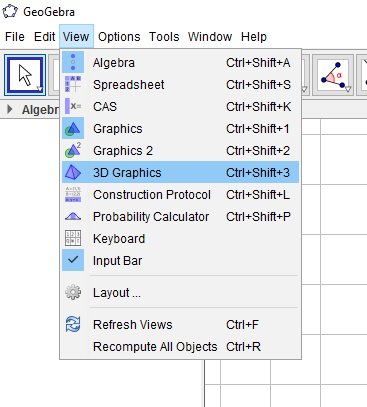 GeoGebra
File Edit View Options Tools Window Help
Algebra Ctrl+Shift+A
Spreadsheet Ctrl+Shift+S
CAS Ctrl+Shift+K
Graphics Ctrl+Shift+1
Graphics 2 Ctrl+Shift+2
3D Graphics Ctrl+Shift+3
Construction Protocol Ctrl+Shift+L
Probability Calculator Ctrl+Shift+P
Keyboard
Input Bar
Layout ...
Refresh Views Ctrl+F
Recompute All Objects Ctrl+R
Algeb